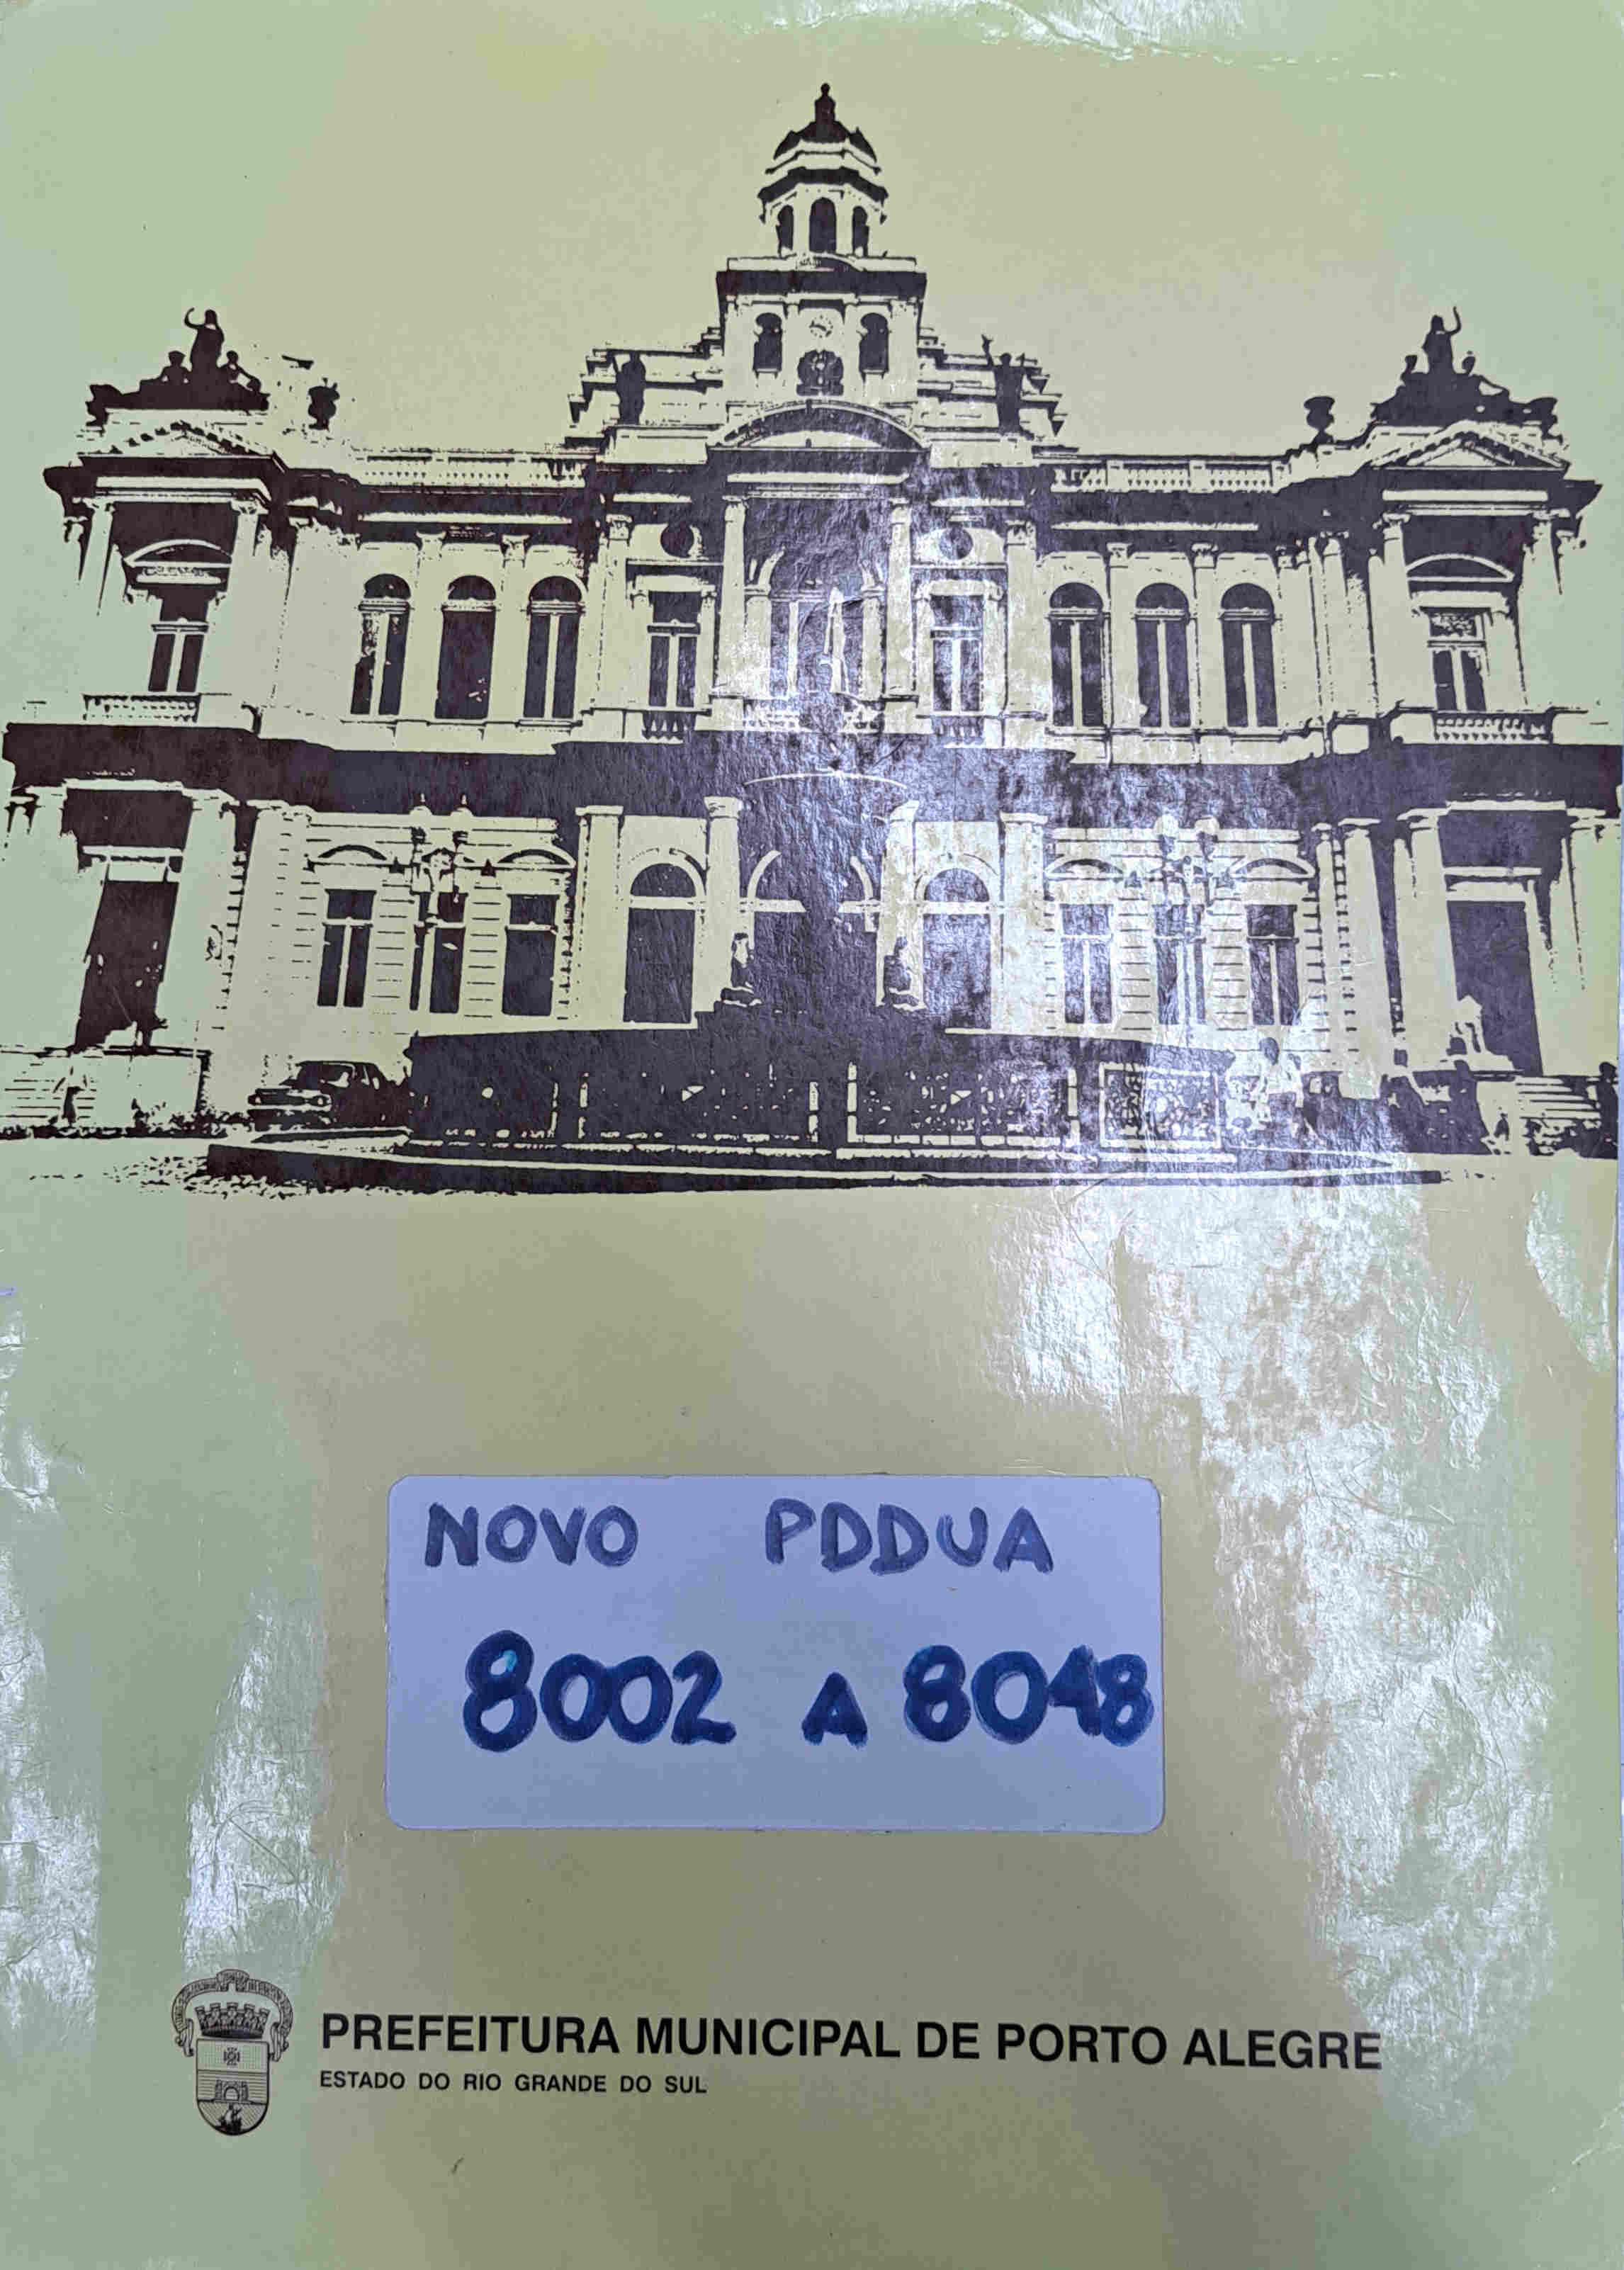 NOVO PDDUA
8002 A 8048
PREFEITURA MUNICIPAL DE PORTO ALEGRE
ESTADO DO RIO GRANDE DO SUL